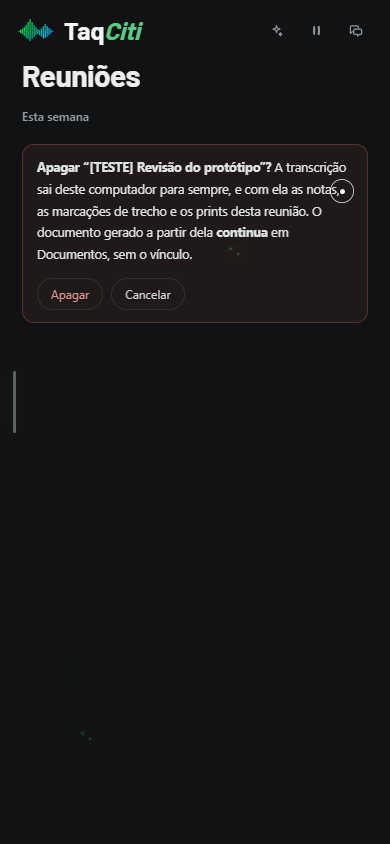 TaqCiti
Reuniões
Esta semana
Apagar “[TESTE] Revisão do protótipo”? A transcrição
sai deste computador para sempre, e com ela as notas,
as marcações de trecho e os prints desta reunião. O
documento gerado a partir dela continua em
Documentos, sem o vínculo.
Apagar
Cancelar